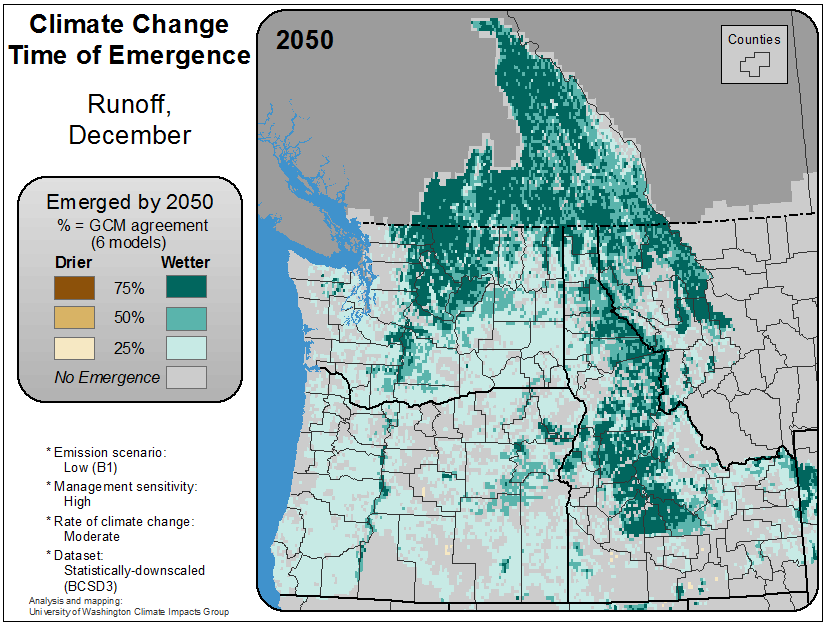 Climate Change
Time of Emergence
Runoff,
December
Emerged by 2050
% = GCM agreement
(6 models)
Drier Wetter
75%
50%
25%
No Emergence
* Emission scenario:
Low (B1)
* Management sensitivity:
High
* Rate of climate change:
Moderate
* Dataset:
Statistically-downscaled
(BCSD3)
Analysis and mapping:
University of Washington Climate Impacts Group
2050
Counties